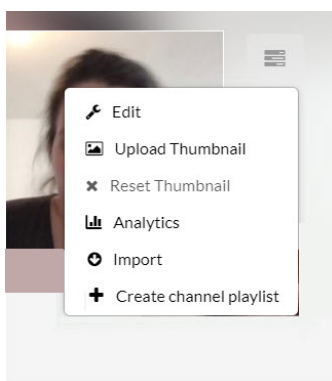 Edit
Upload Thumbnail
Reset Thumbnail
Analytics
Import
Create channel playlist